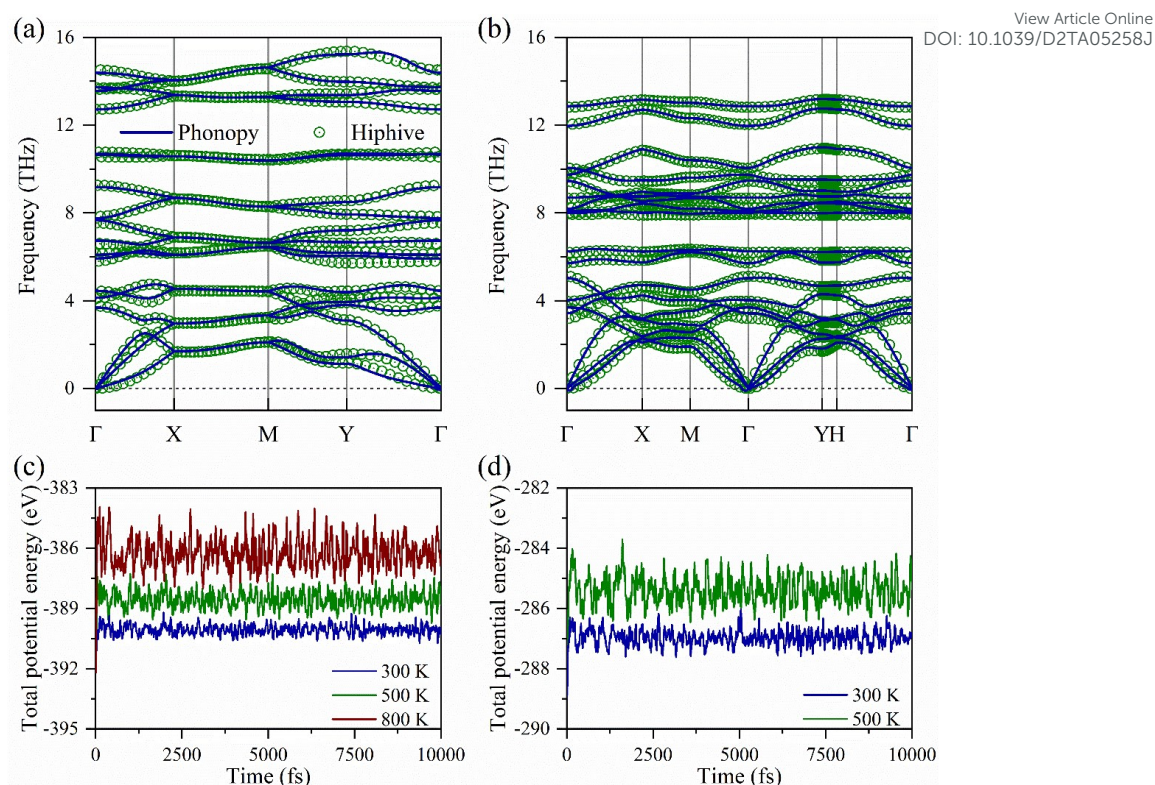 View Article Online
DOI: 10.1039/D2TA05258J
(a)
16
12
8
4
0
Frequency (THz)
Phonopy
Hiphive
Γ X M Y Γ
(b)
16
12
8
4
0
Frequency (THz)
Γ X M Γ Y H Γ
(c)
-383
-386
-389
-392
-395
Total potential energy (eV)
300 K
500 K
800 K
0 2500 5000 7500 10000
Time (fs)
(d)
-282
-284
-286
-288
-290
Total potential energy (eV)
300 K
500 K
0 2500 5000 7500 10000
Time (fs)